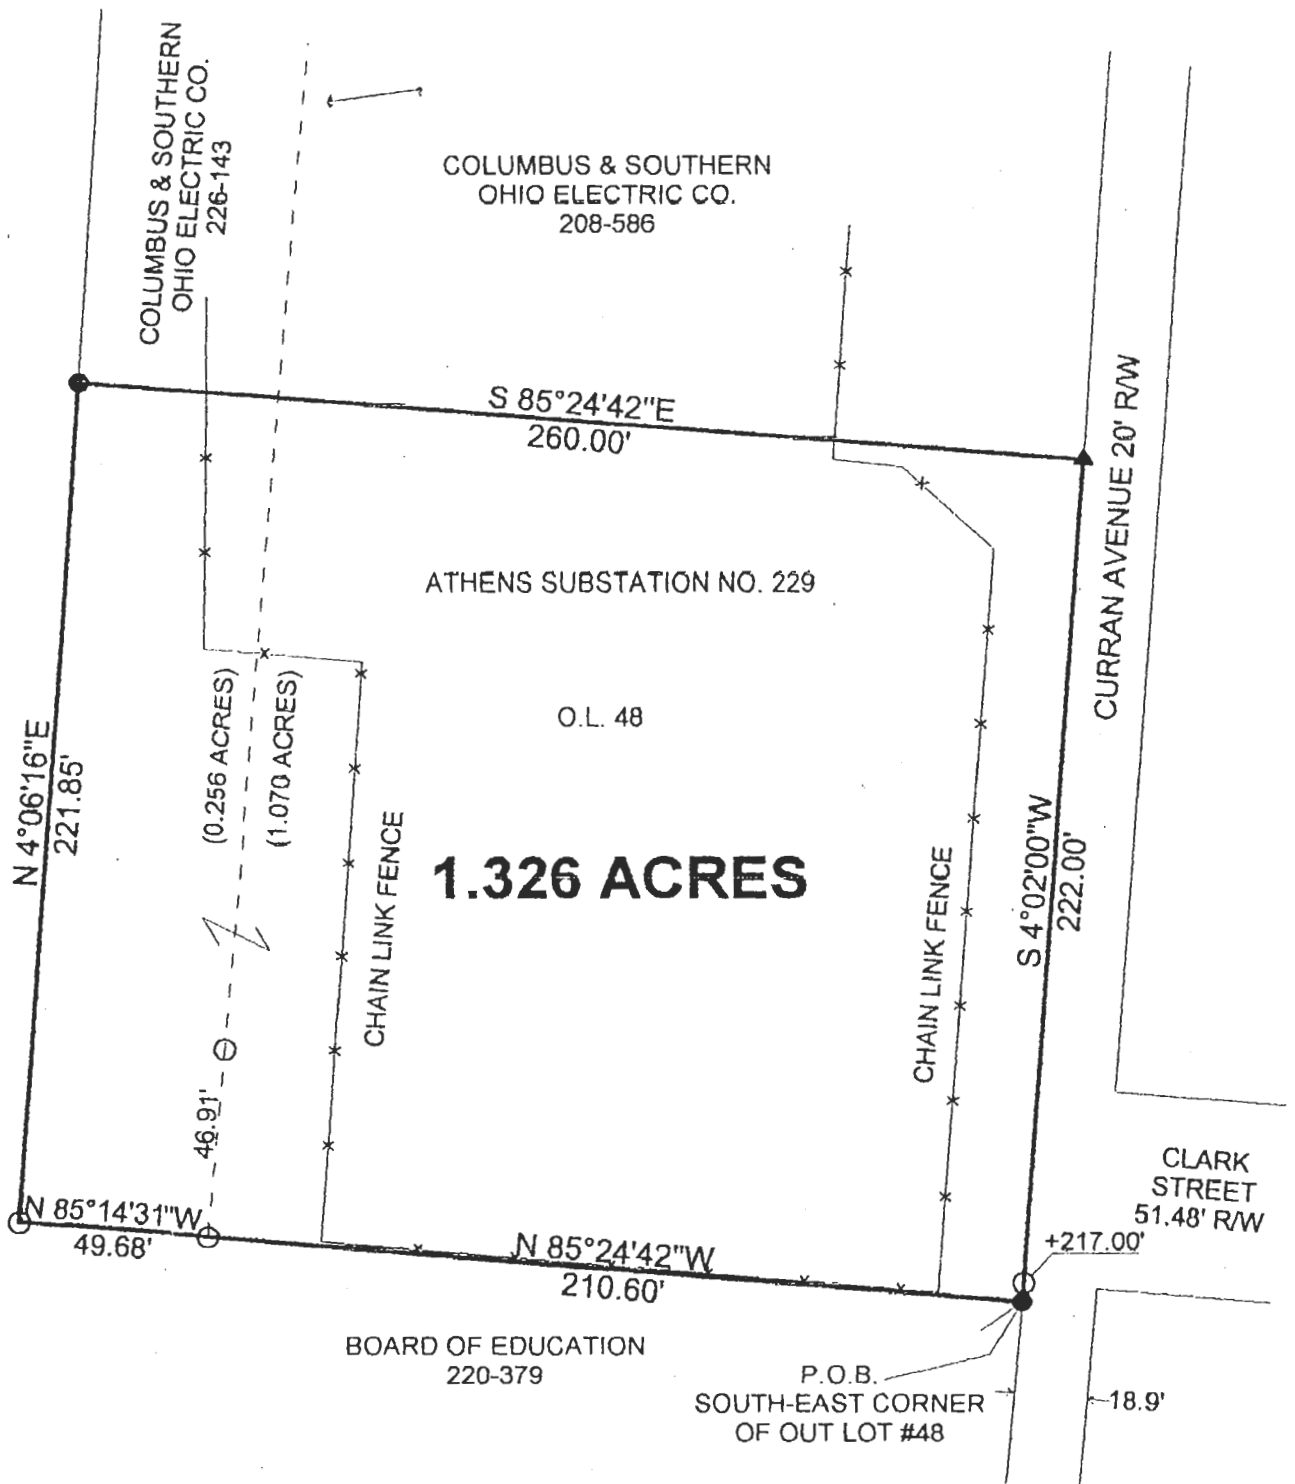 COLUMBUS & SOUTHERN
OHIO ELECTRIC CO.
226-143
COLUMBUS & SOUTHERN
OHIO ELECTRIC CO.
208-586
S 85°24'42"E
260.00'
CURRAN AVENUE 20' R/W
ATHENS SUBSTATION NO. 229
O.L. 48
(0.256 ACRES)
(1.070 ACRES)
N 4°06'16"E
221.85'
CHAIN LINK FENCE
1.326 ACRES
CHAIN LINK FENCE
S 4°02'00"W
222.00'
46.91'
CLARK
STREET
51.48' R/W
N 85°14'31"W
49.68'
N 85°24'42"W
210.60'
+217.00'
BOARD OF EDUCATION
220-379
P.O.B.
SOUTH-EAST CORNER
OF OUT LOT #48
18.9'